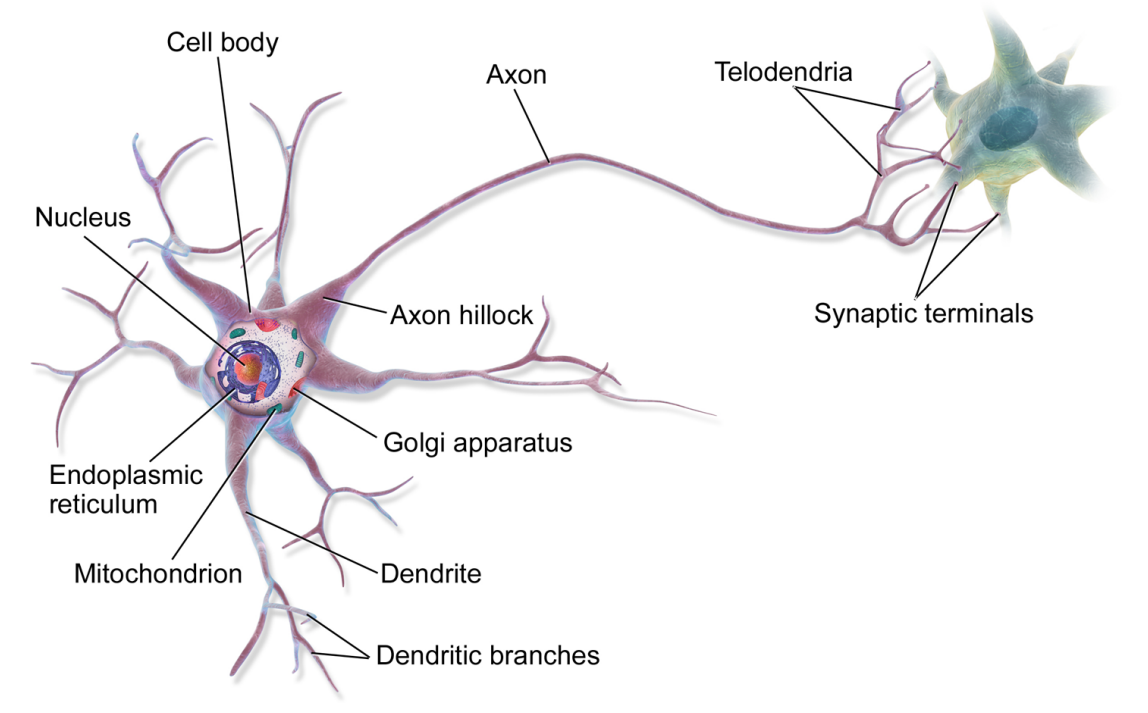 Cell body
Axon
Telodendria
Nucleus
Axon hillock
Synaptic terminals
Golgi apparatus
Endoplasmic
reticulum
Mitochondrion
Dendrite
Dendritic branches